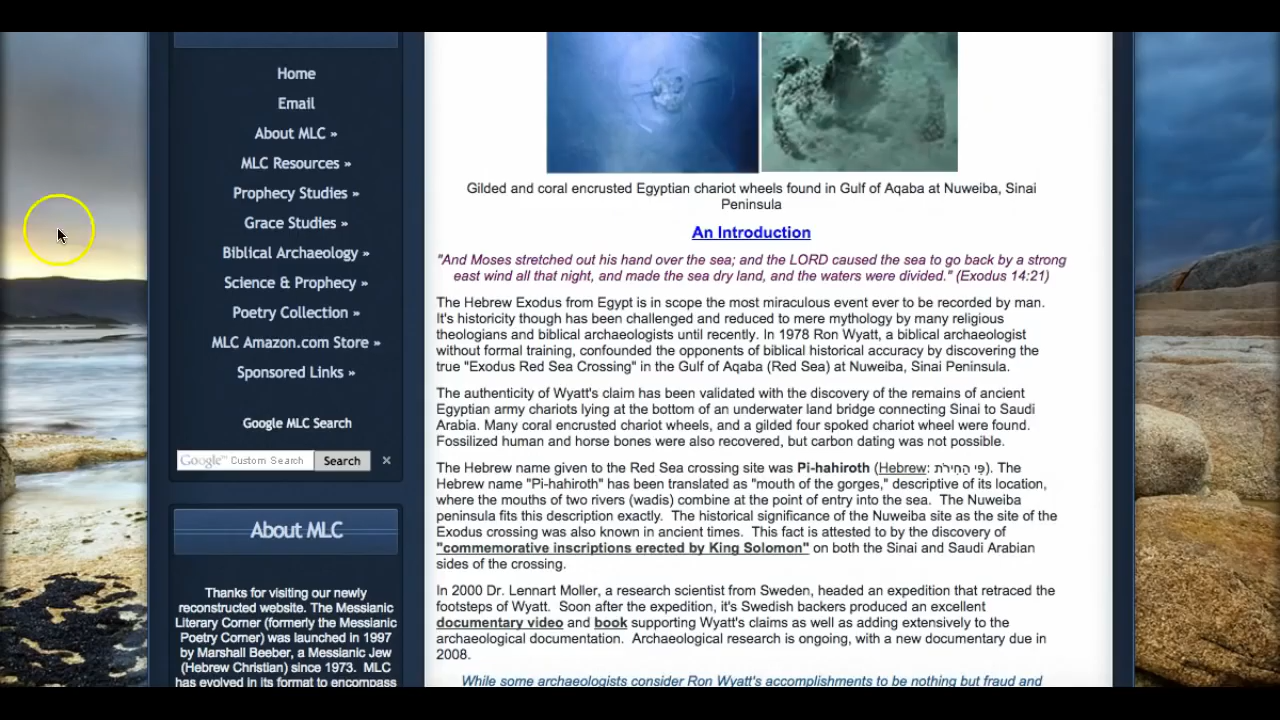 Home
Email
About MLC »
MLC Resources »
Prophecy Studies »
Grace Studies »
Biblical Archaeology »
Science & Prophecy »
Poetry Collection »
MLC Amazon.com Store »
Sponsored Links »
Google MLC Search
Google™ Custom Search
Search
×
About MLC
Thanks for visiting our newly
reconstructed website. The Messianic
Literary Corner (formerly the Messianic
Poetry Corner) was launched in 1997
by Marshall Beeber, a Messianic Jew
(Hebrew Christian) since 1973. MLC
has evolved in its format to encompass
Gilded and coral encrusted Egyptian chariot wheels found in Gulf of Aqaba at Nuweiba, Sinai
Peninsula
An Introduction
"And Moses stretched out his hand over the sea; and the LORD caused the sea to go back by a strong
east wind all that night, and made the sea dry land, and the waters were divided." (Exodus 14:21)
The Hebrew Exodus from Egypt is in scope the most miraculous event ever to be recorded by man.
It's historicity though has been challenged and reduced to mere mythology by many religious
theologians and biblical archaeologists until recently. In 1978 Ron Wyatt, a biblical archaeologist
without formal training, confounded the opponents of biblical historical accuracy by discovering the
true "Exodus Red Sea Crossing" in the Gulf of Aqaba (Red Sea) at Nuweiba, Sinai Peninsula.
The authenticity of Wyatt's claim has been validated with the discovery of the remains of ancient
Egyptian army chariots lying at the bottom of an underwater land bridge connecting Sinai to Saudi
Arabia. Many coral encrusted chariot wheels, and a gilded four spoked chariot wheel were found.
Fossilized human and horse bones were also recovered, but carbon dating was not possible.
The Hebrew name given to the Red Sea crossing site was Pi-hahiroth (Hebrew: פִּי הַחִירֹת). The
Hebrew name "Pi-hahiroth" has been translated as "mouth of the gorges," descriptive of its location,
where the mouths of two rivers (wadis) combine at the point of entry into the sea. The Nuweiba
peninsula fits this description exactly. The historical significance of the Nuweiba site as the site of the
Exodus crossing was also known in ancient times. This fact is attested to by the discovery of
"commemorative inscriptions erected by King Solomon" on both the Sinai and Saudi Arabian
sides of the crossing.
In 2000 Dr. Lennart Moller, a research scientist from Sweden, headed an expedition that retraced the
footsteps of Wyatt. Soon after the expedition, it's Swedish backers produced an excellent
documentary video and book supporting Wyatt's claims as well as adding extensively to the
archaeological documentation. Archaeological research is ongoing, with a new documentary due in
2008.
While some archaeologists consider Ron Wyatt's accomplishments to be nothing but fraud and